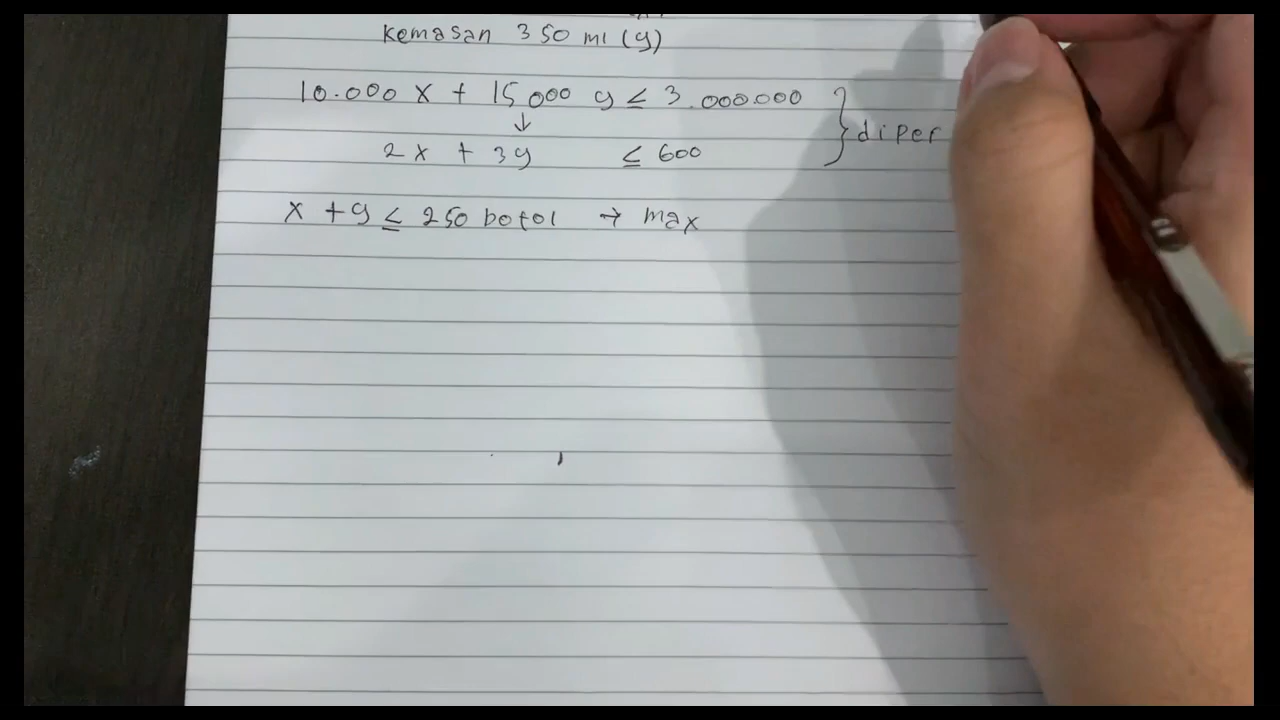 Kemasan 350 ml (y)
10.000 x + 15.000 y ≤ 3.000.000 } diper
↓
2x + 3y ≤ 600
x + y ≤ 250 botol → max